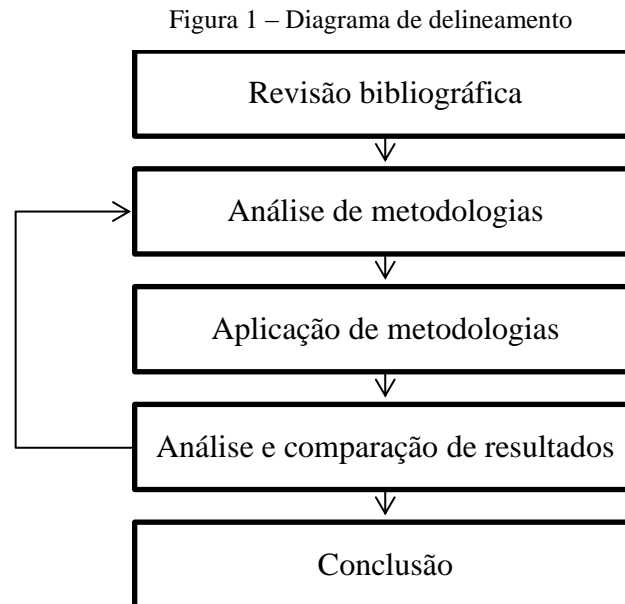 Figura 1 – Diagrama de delineamento
Revisão bibliográfica
Análise de metodologias
Aplicação de metodologias
Análise e comparação de resultados
Conclusão